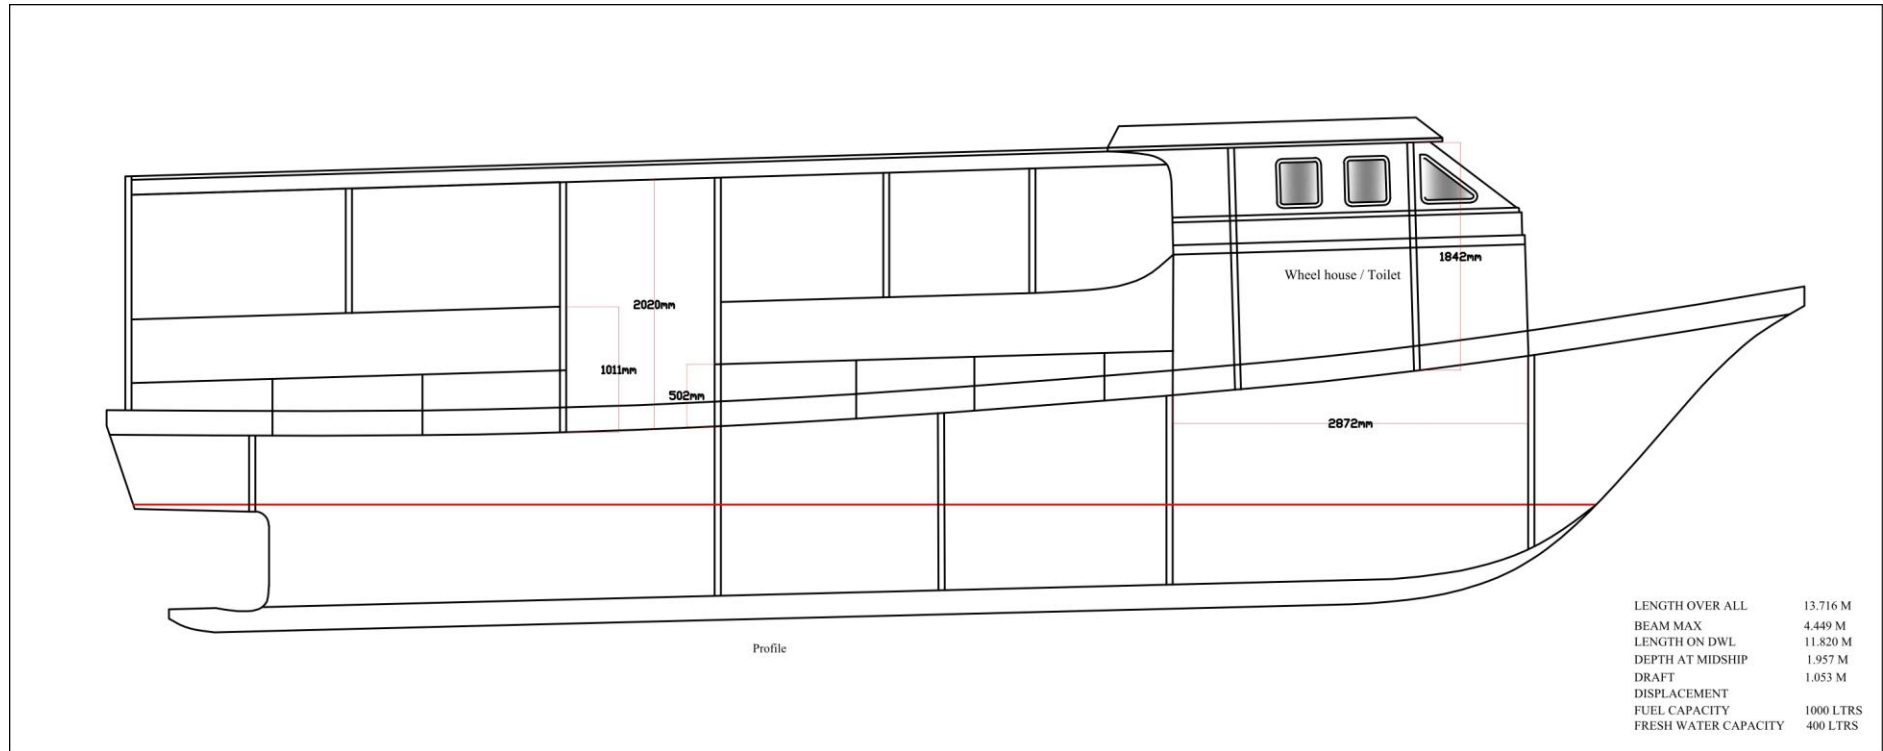 1842mm
Wheel house / Toilet
2020mm
1011mm
502mm
2872mm
Profile
LENGTH OVER ALL 13.716 M
BEAM MAX 4.449 M
LENGTH ON DWL 11.820 M
DEPTH AT MIDSHIP 1.957 M
DRAFT 1.053 M
DISPLACEMENT
FUEL CAPACITY 1000 LTRS
FRESH WATER CAPACITY 400 LTRS